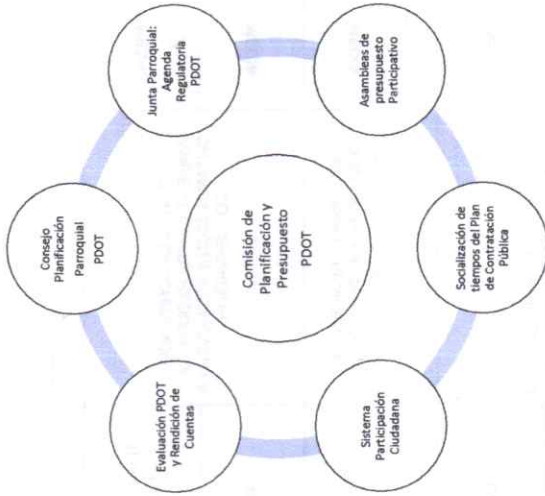 Comisión de
Planificación y
Presupuesto
PDOT
Consejo
Planificación
Parroquial
PDOT
Junta Parroquial:
Agenda
Regulatoria
PDOT
Asambleas de
presupuesto
Participativo
Socialización de
tiempos del Plan
de Contratación
Pública
Sistema
Participación
Ciudadana
Evaluación PDOT
y Rendición de
Cuentas